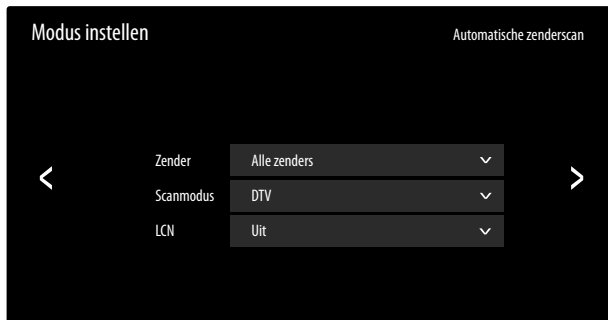 Modus instellen
Automatische zenderscan
Zender Alle zenders
Scanmodus DTV
LCN Uit